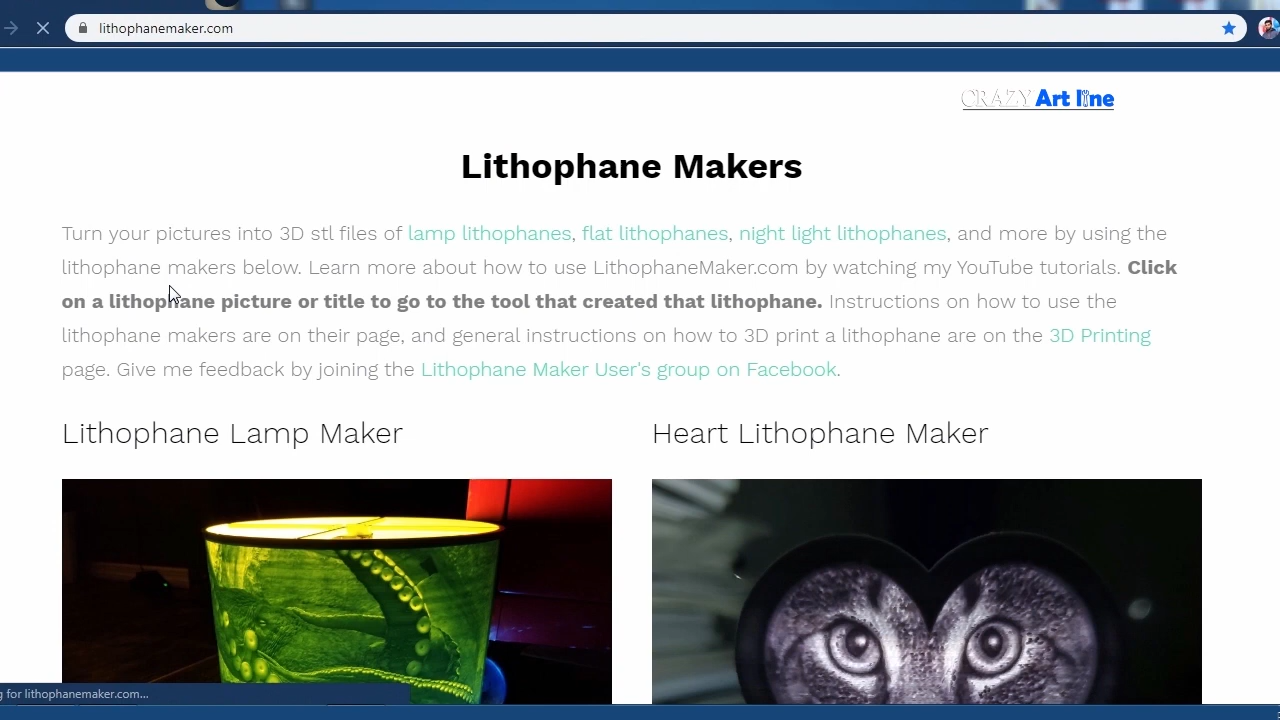 lithophanemaker.com
CRAZY Art line
Lithophane Makers
Turn your pictures into 3D stl files of lamp lithophanes, flat lithophanes, night light lithophanes, and more by using the
lithophane makers below. Learn more about how to use LithophaneMaker.com by watching my YouTube tutorials. Click
on a lithophane picture or title to go to the tool that created that lithophane. Instructions on how to use the
lithophane makers are on their page, and general instructions on how to 3D print a lithophane are on the 3D Printing
page. Give me feedback by joining the Lithophane Maker User's group on Facebook.
Lithophane Lamp Maker
Heart Lithophane Maker
g for lithophanemaker.com...